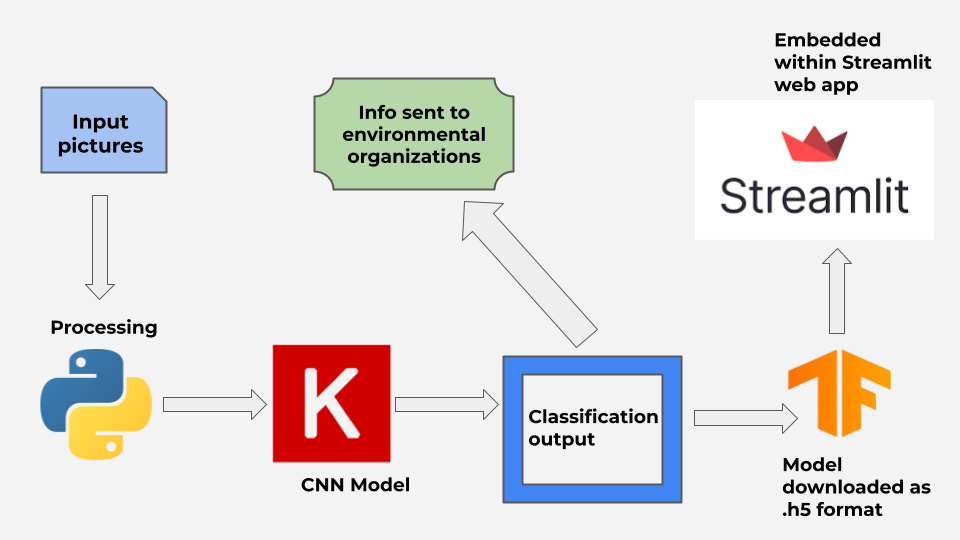 Embedded
within Streamlit
web app
Input
pictures
Info sent to
environmental
organizations
Streamlit
Processing
K
CNN Model
Classification
output
Model
downloaded as
.h5 format